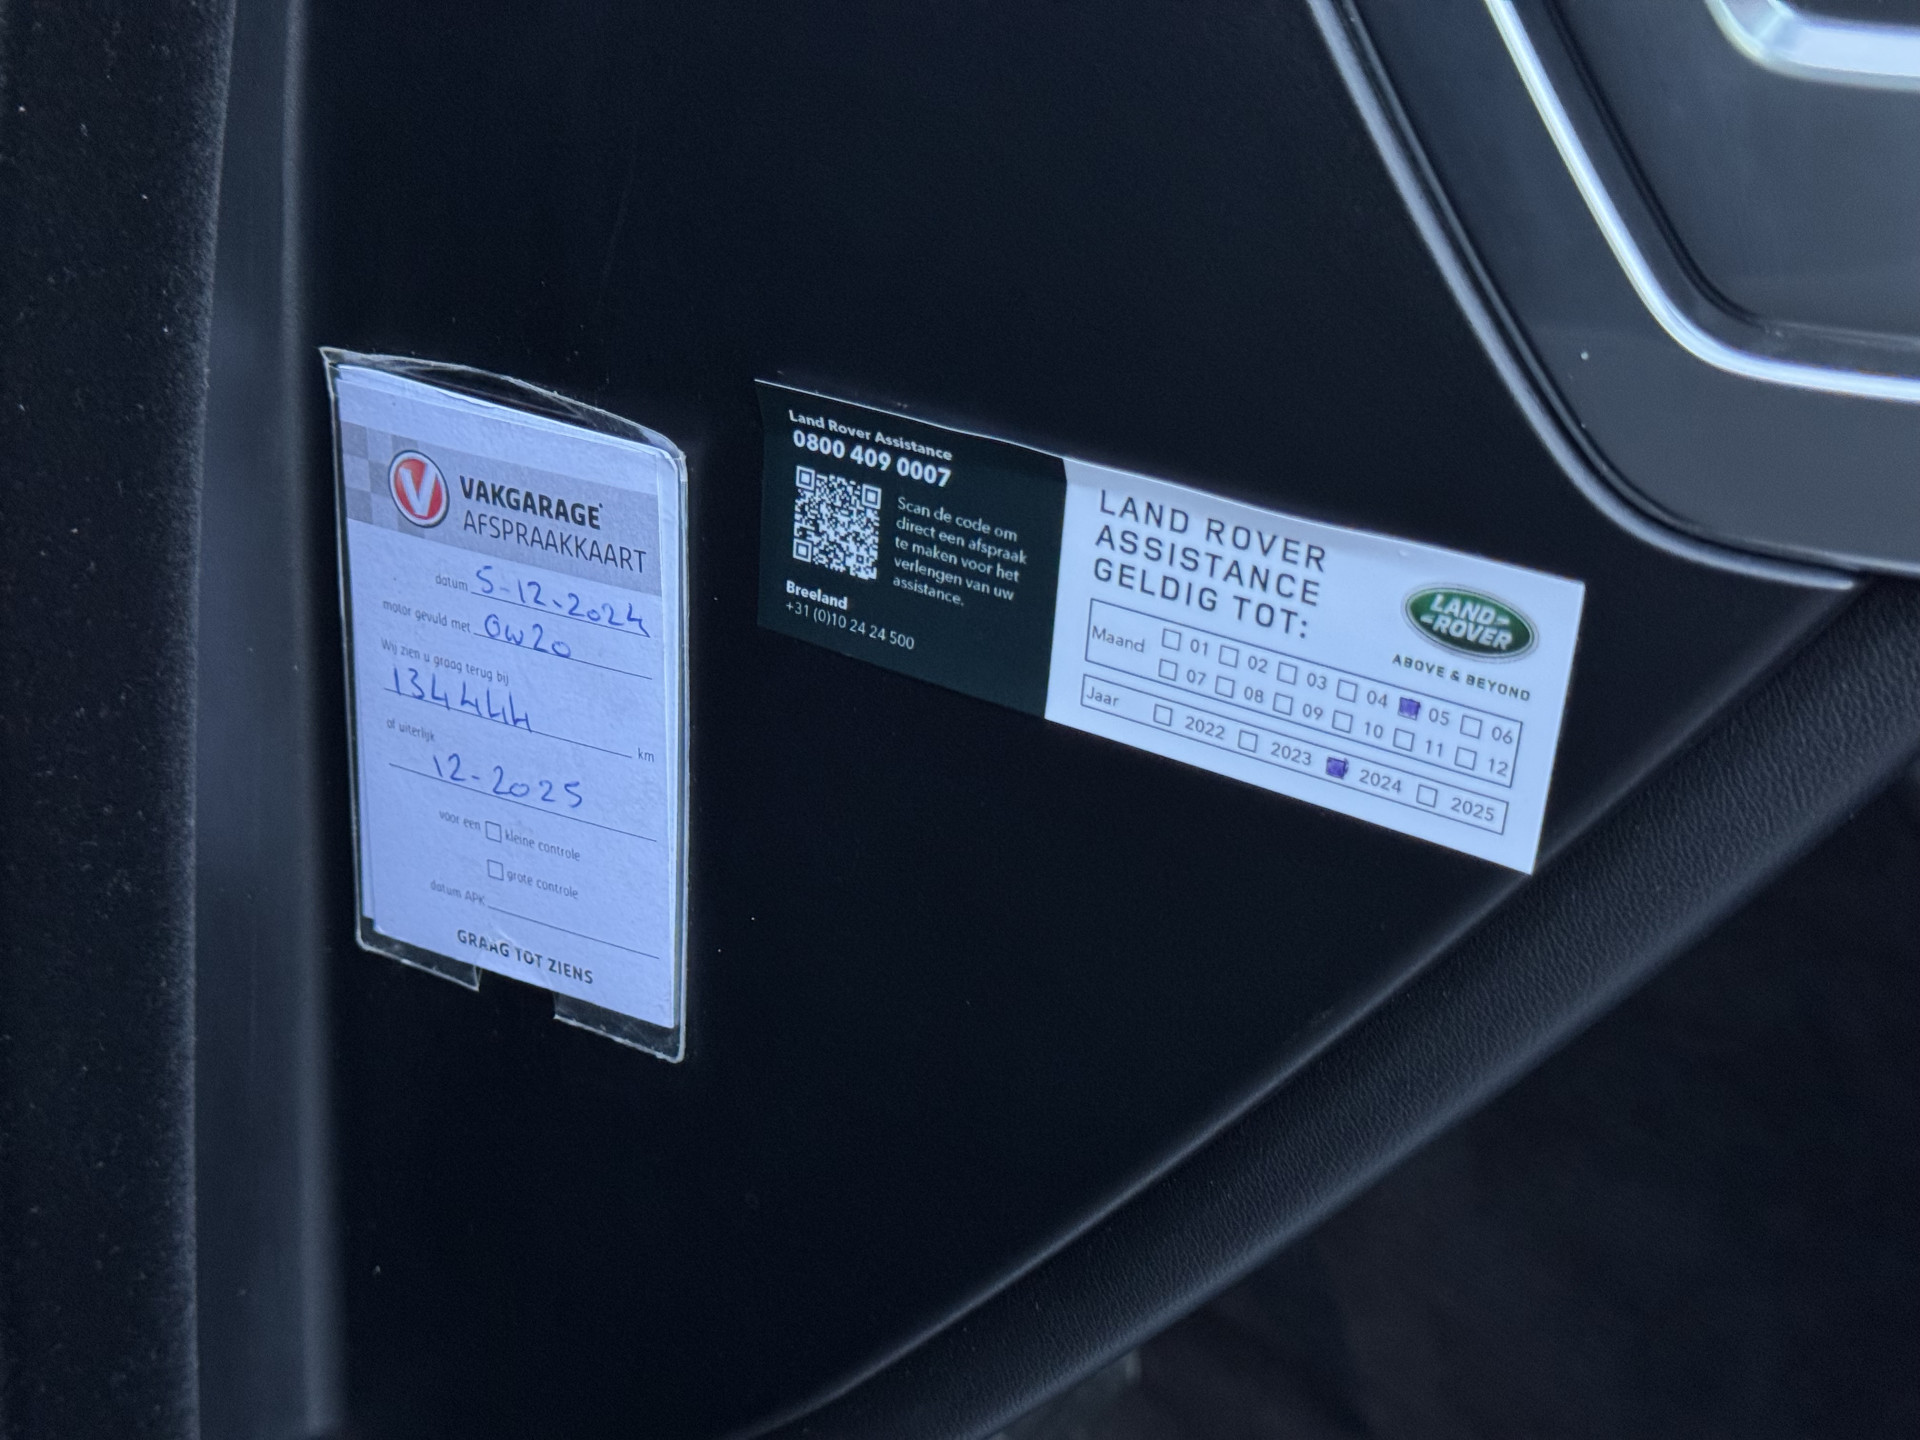 V
VAKGARAGE
AFSPRAAKKAART
datum 5-12-2024
motor gevuld met 0W20
Wij zien u graag terug bij
134444 km
of uiterlijk
12-2025
voor een ☐ kleine controle
☐ grote controle
datum APK
GRAAG TOT ZIENS
Land Rover Assistance
0800 409 0007
Scan de code om
direct een afspraak
te maken voor het
verlengen van uw
assistance.
Breeland
+31 (0)10 24 24 500
LAND ROVER
ASSISTANCE
GELDIG TOT:
LAND
ROVER
ABOVE & BEYOND
Maand 01 02 03 04 05 06
07 08 09 10 11 12
Jaar 2022 2023 2024 2025